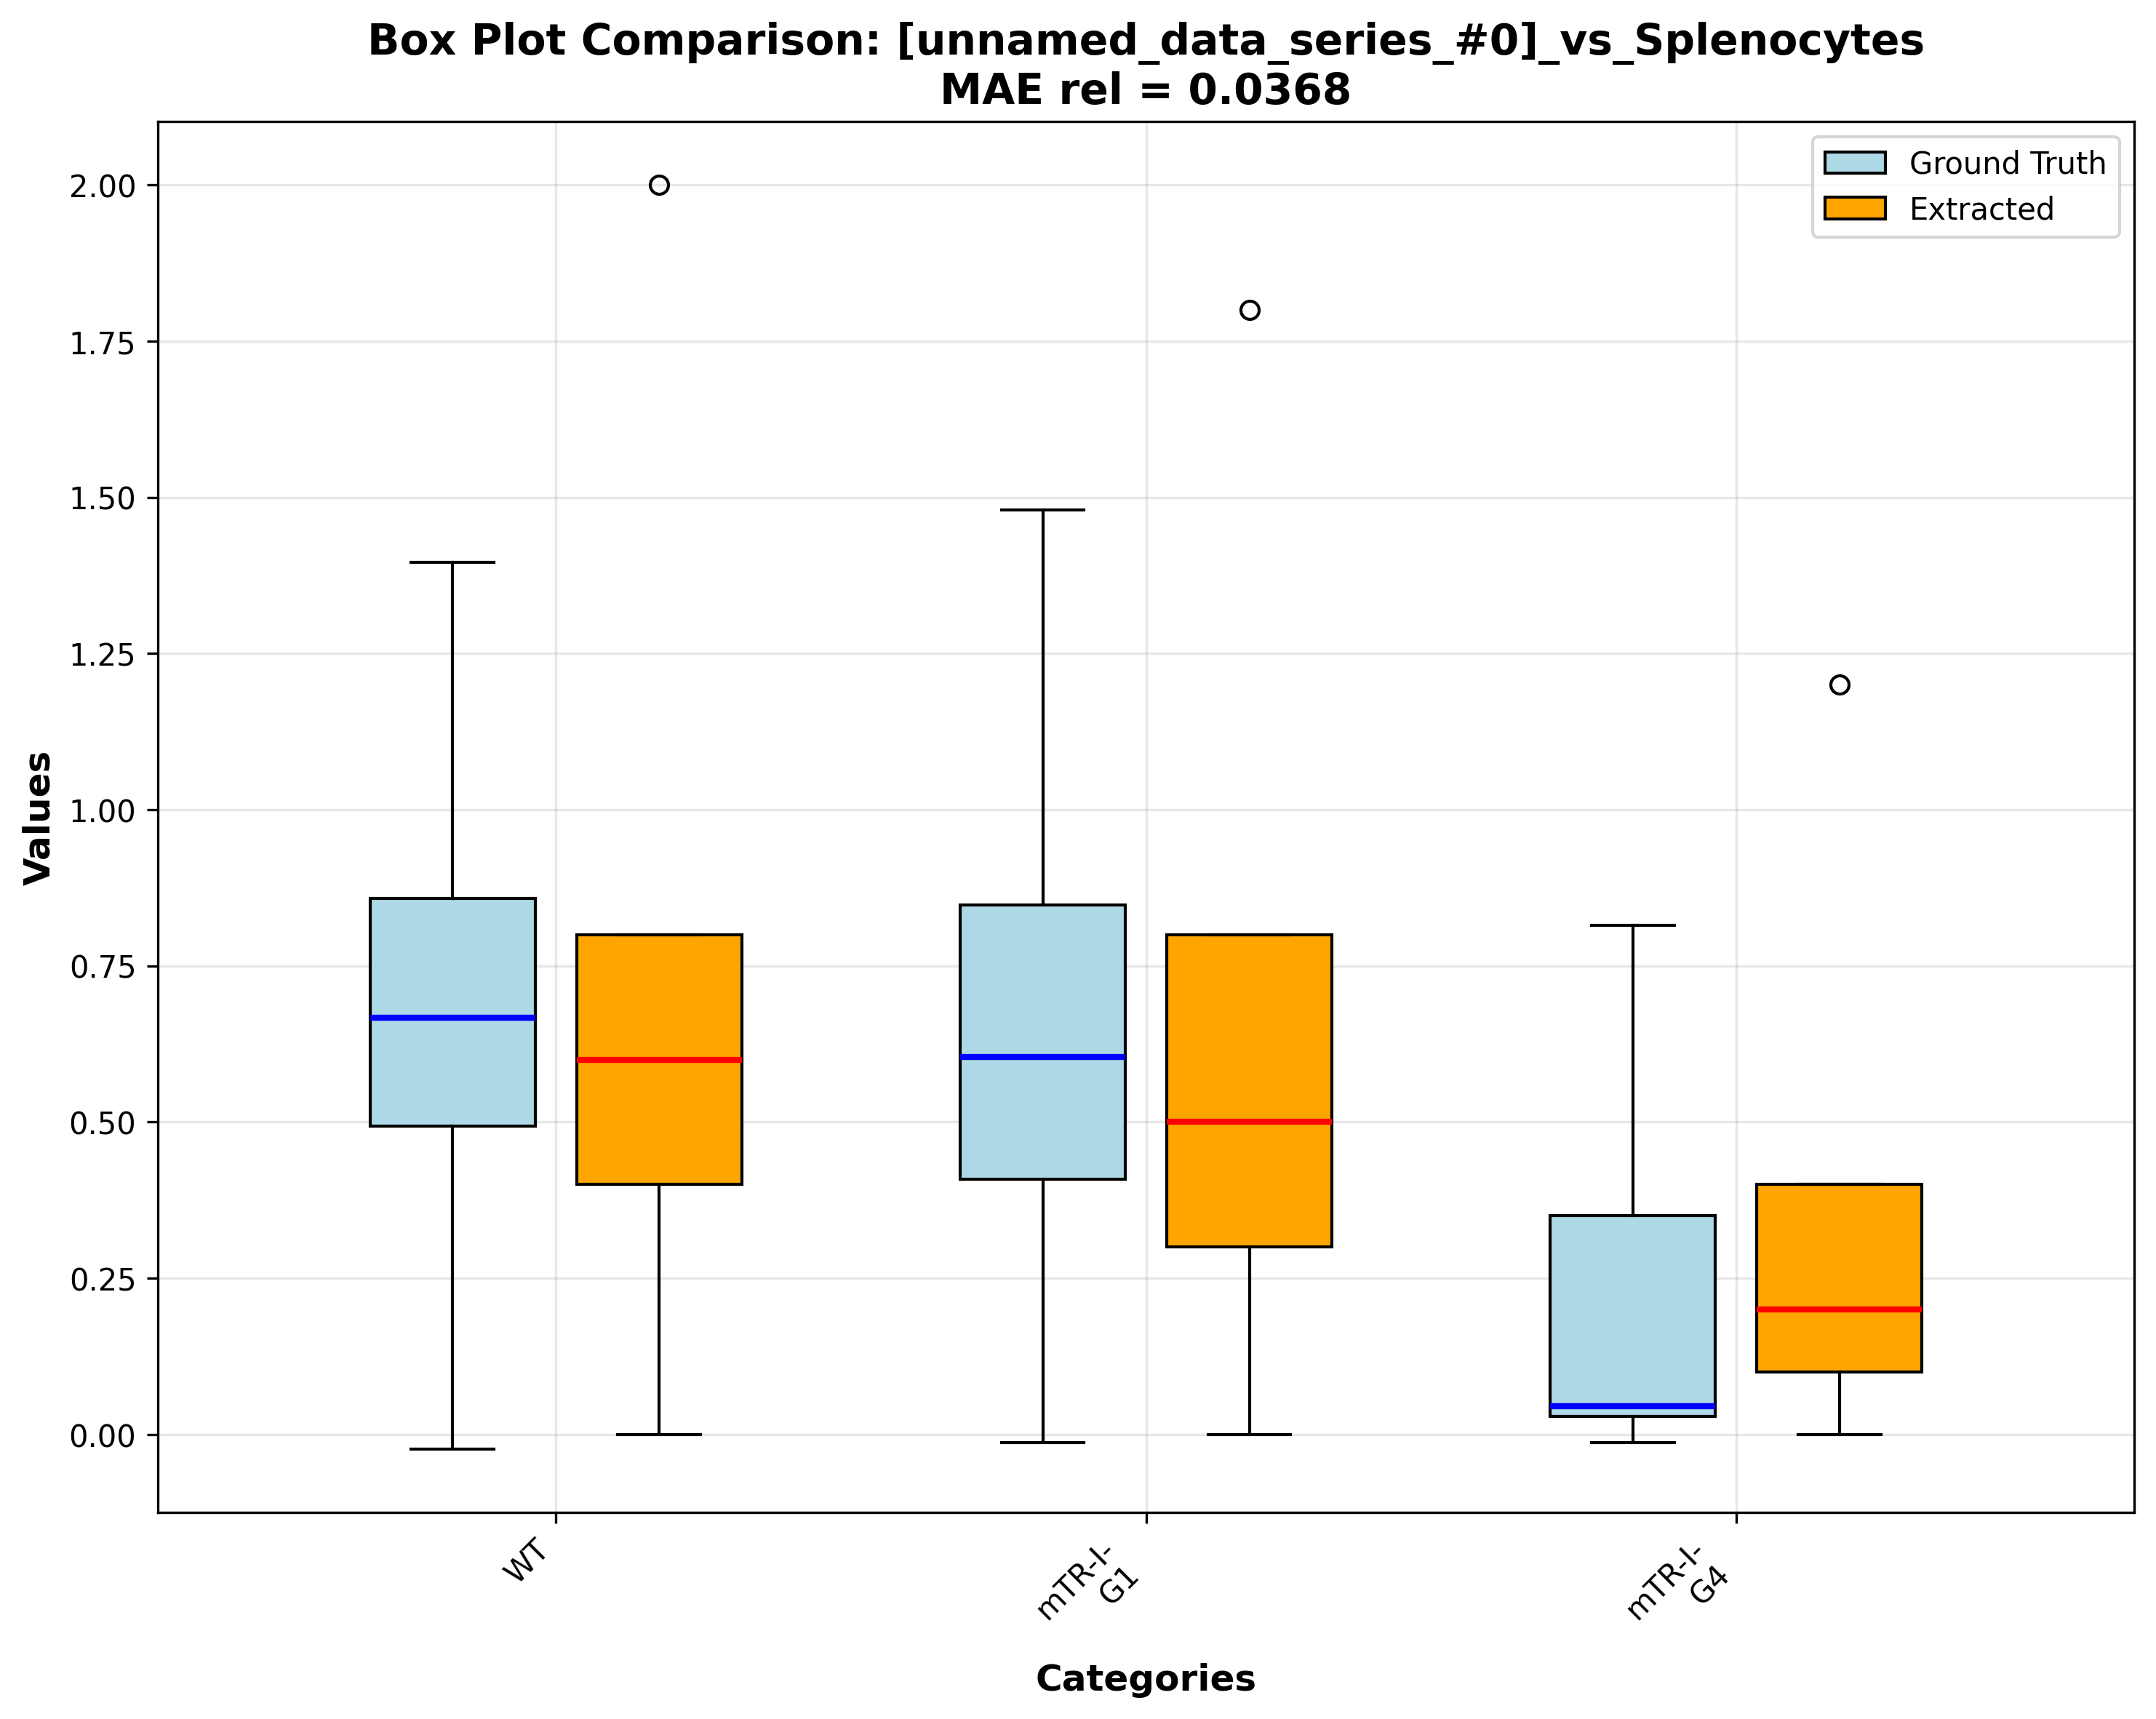 Box Plot Comparison: [unnamed_data_series_#0]_vs_Splenocytes
MAE rel = 0.0368
Ground Truth
Extracted
2.00
1.75
1.50
1.25
1.00
0.75
0.50
0.25
0.00
Values
WT
mTR-I-
G1
mTR-I-
G4
Categories